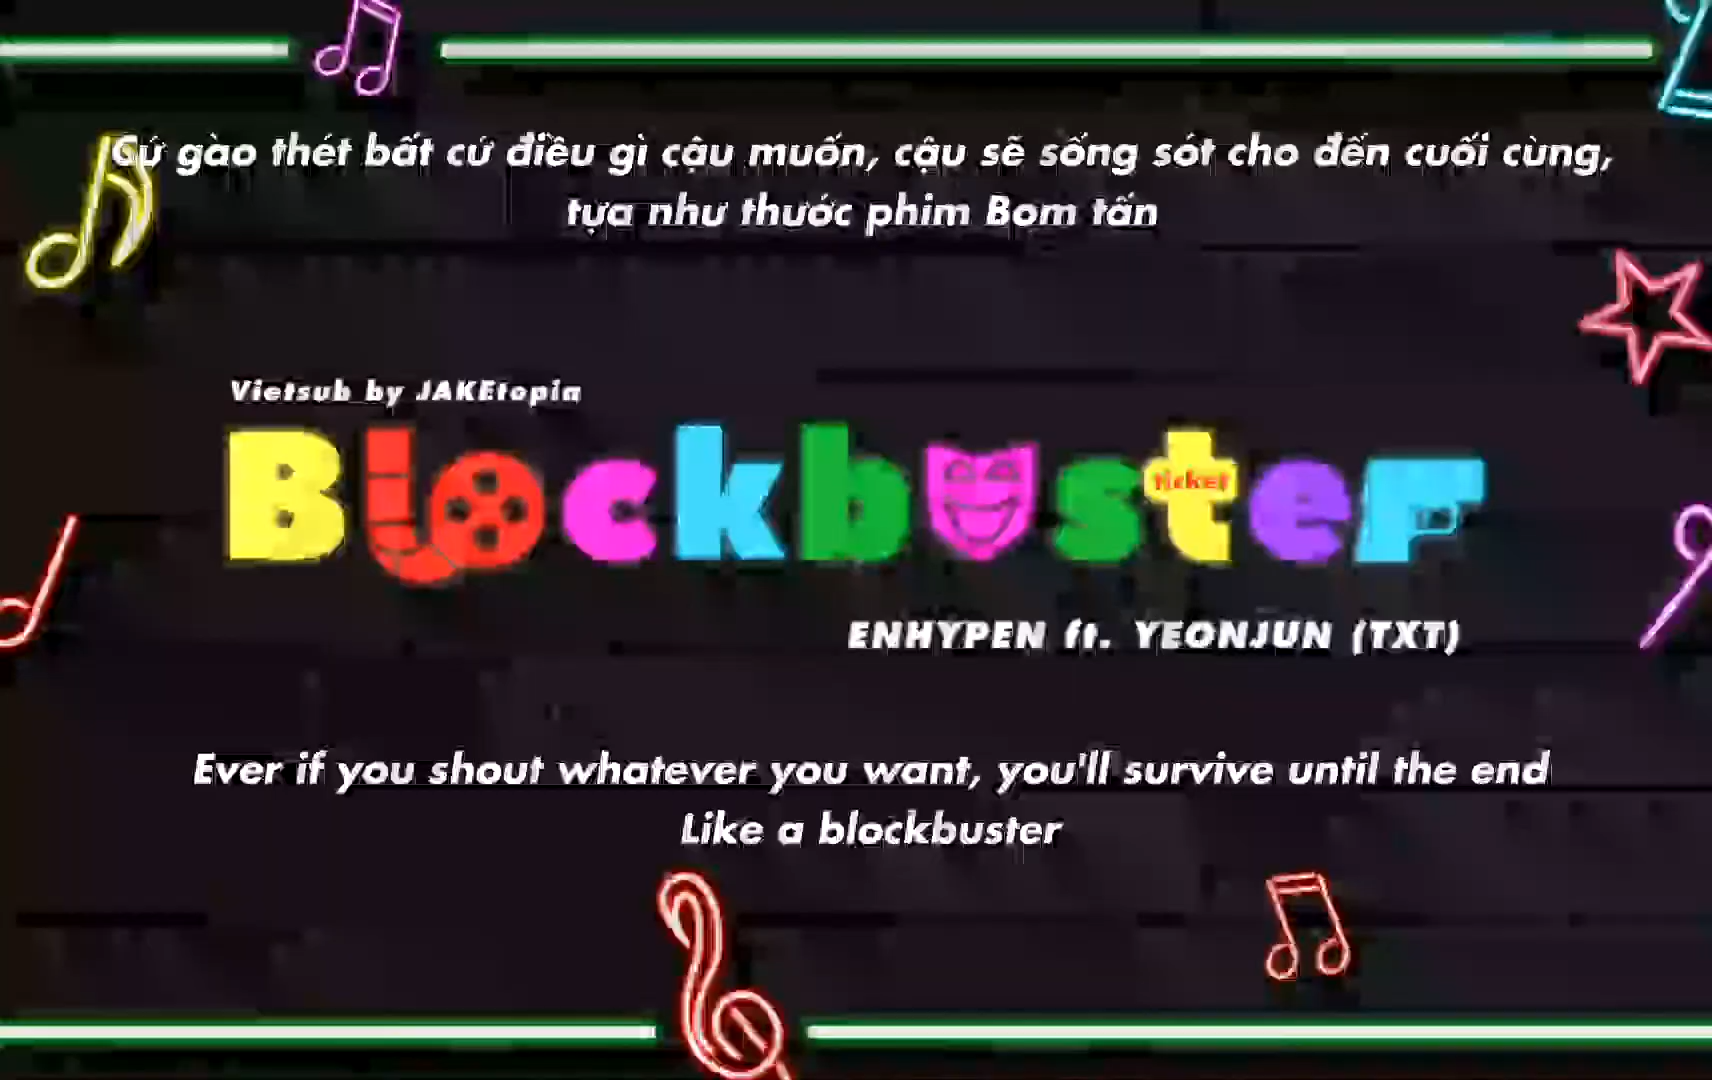 Cứ gào thét bất cứ điều gì cậu muốn, cậu sẽ sống sót cho đến cuối cùng,
tựa như thước phim Bom tấn
Vietsub by JAKEtopia
Blockbuster
ticket
ENHYPEN ft. YEONJUN (TXT)
Ever if you shout whatever you want, you'll survive until the end
Like a blockbuster